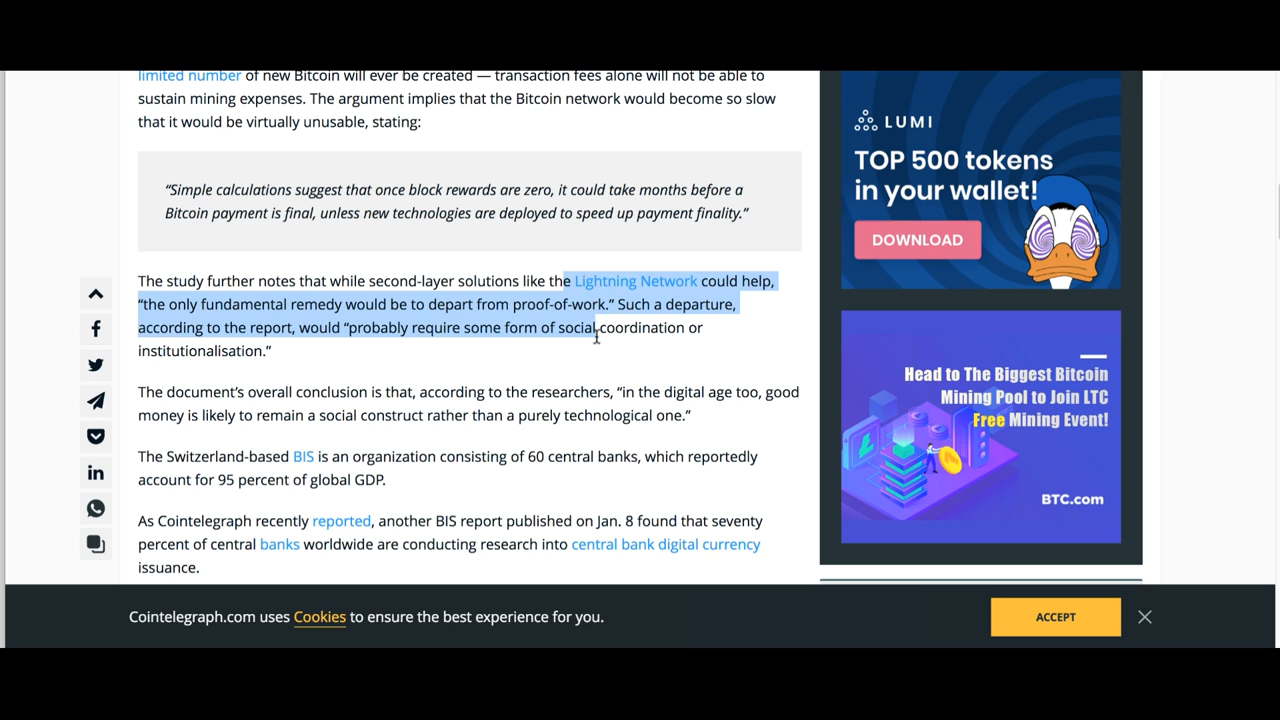 limited number of new Bitcoin will ever be created — transaction fees alone will not be able to
sustain mining expenses. The argument implies that the Bitcoin network would become so slow
that it would be virtually unusable, stating:
“Simple calculations suggest that once block rewards are zero, it could take months before a
Bitcoin payment is final, unless new technologies are deployed to speed up payment finality.”
The study further notes that while second-layer solutions like the Lightning Network could help,
“the only fundamental remedy would be to depart from proof-of-work.” Such a departure,
according to the report, would “probably require some form of social coordination or
institutionalisation.”
The document’s overall conclusion is that, according to the researchers, “in the digital age too, good
money is likely to remain a social construct rather than a purely technological one.”
The Switzerland-based BIS is an organization consisting of 60 central banks, which reportedly
account for 95 percent of global GDP.
As Cointelegraph recently reported, another BIS report published on Jan. 8 found that seventy
percent of central banks worldwide are conducting research into central bank digital currency
issuance.
LUMI
TOP 500 tokens
in your wallet!
DOWNLOAD
Head to The Biggest Bitcoin
Mining Pool to Join LTC
Free Mining Event!
BTC.com
Cointelegraph.com uses Cookies to ensure the best experience for you.
ACCEPT